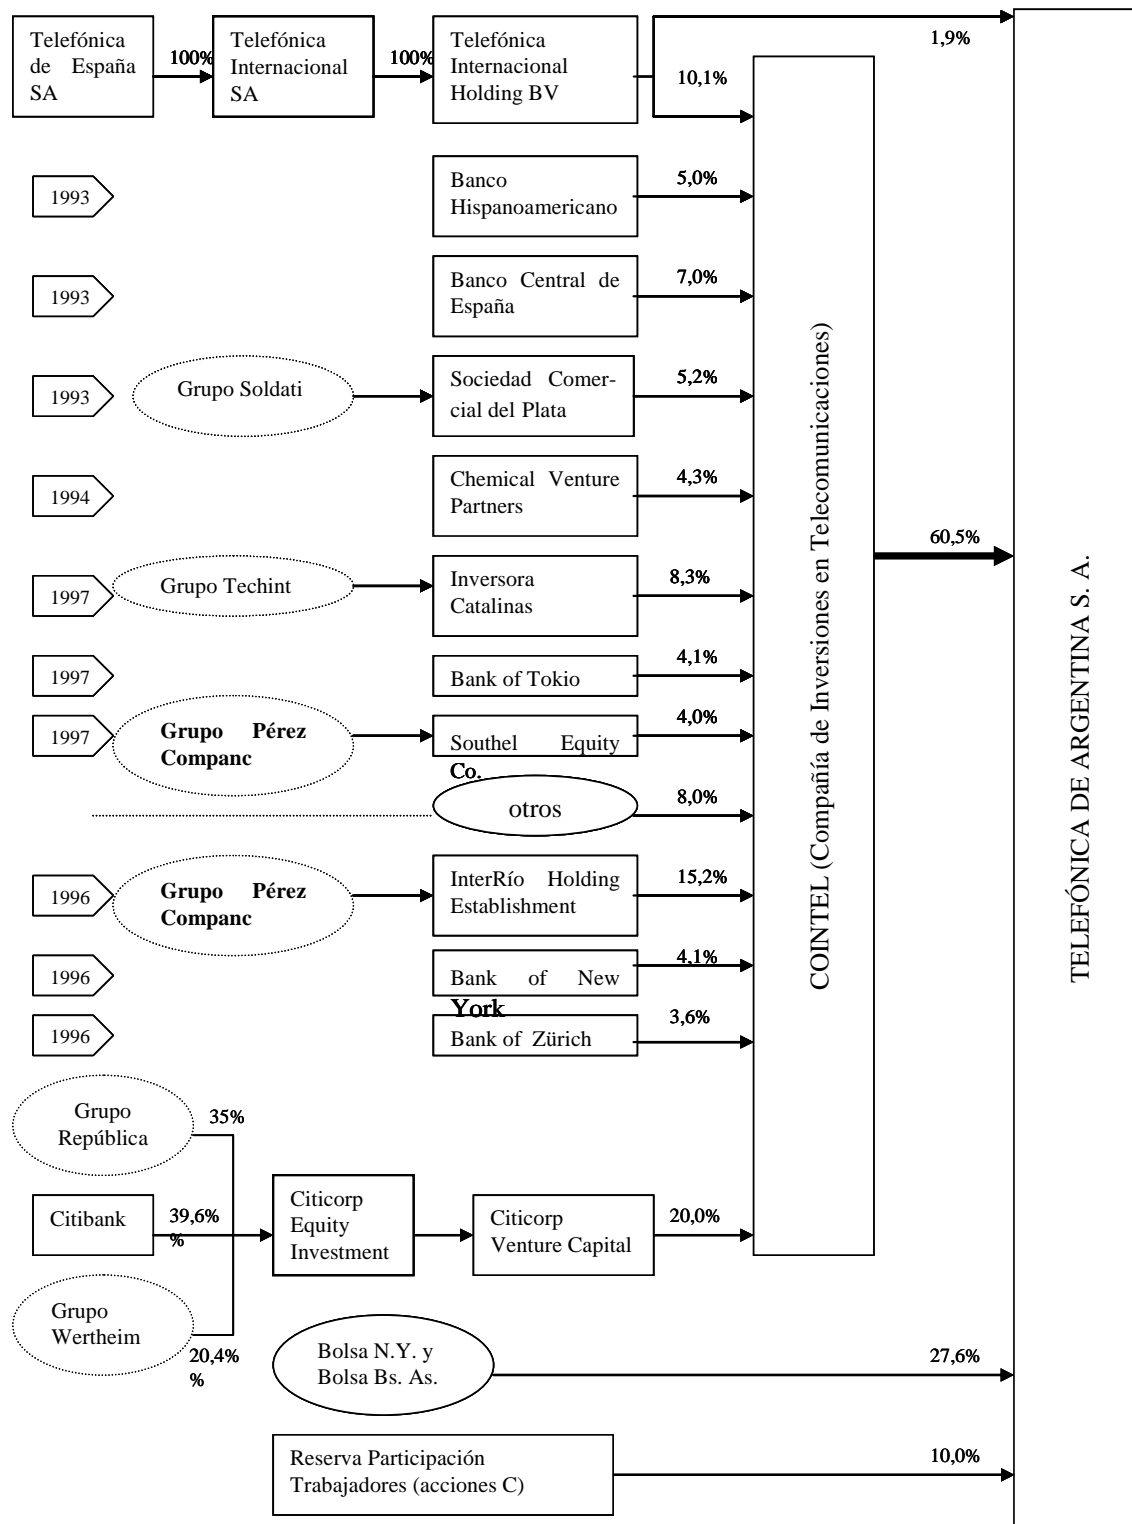 Telefónica
de España
SA
100%
Telefónica
Internacional
SA
100%
Telefónica
Internacional
Holding BV
1,9%
10,1%
1993
Banco
Hispanoamericano
5,0%
1993
Banco Central de
España
7,0%
1993
Grupo Soldati
Sociedad Comer-
cial del Plata
5,2%
1994
Chemical Venture
Partners
4,3%
1997
Grupo Techint
Inversora
Catalinas
8,3%
1997
Bank of Tokio
4,1%
1997
Grupo Pérez
Companc
Southel Equity
Co.
4,0%
otros
8,0%
1996
Grupo Pérez
Companc
InterRío Holding
Establishment
15,2%
1996
Bank of New
York
4,1%
1996
Bank of Zürich
3,6%
COINTEL (Compañía de Inversiones en Telecomunicaciones)
60,5%
TELEFÓNICA DE ARGENTINA S. A.
Grupo
República
35%
Citibank
39,6%
%
Citicorp
Equity
Investment
Citicorp
Venture Capital
20,0%
Grupo
Wertheim
20,4%
%
Bolsa N.Y. y
Bolsa Bs. As.
27,6%
Reserva Participación
Trabajadores (acciones C)
10,0%